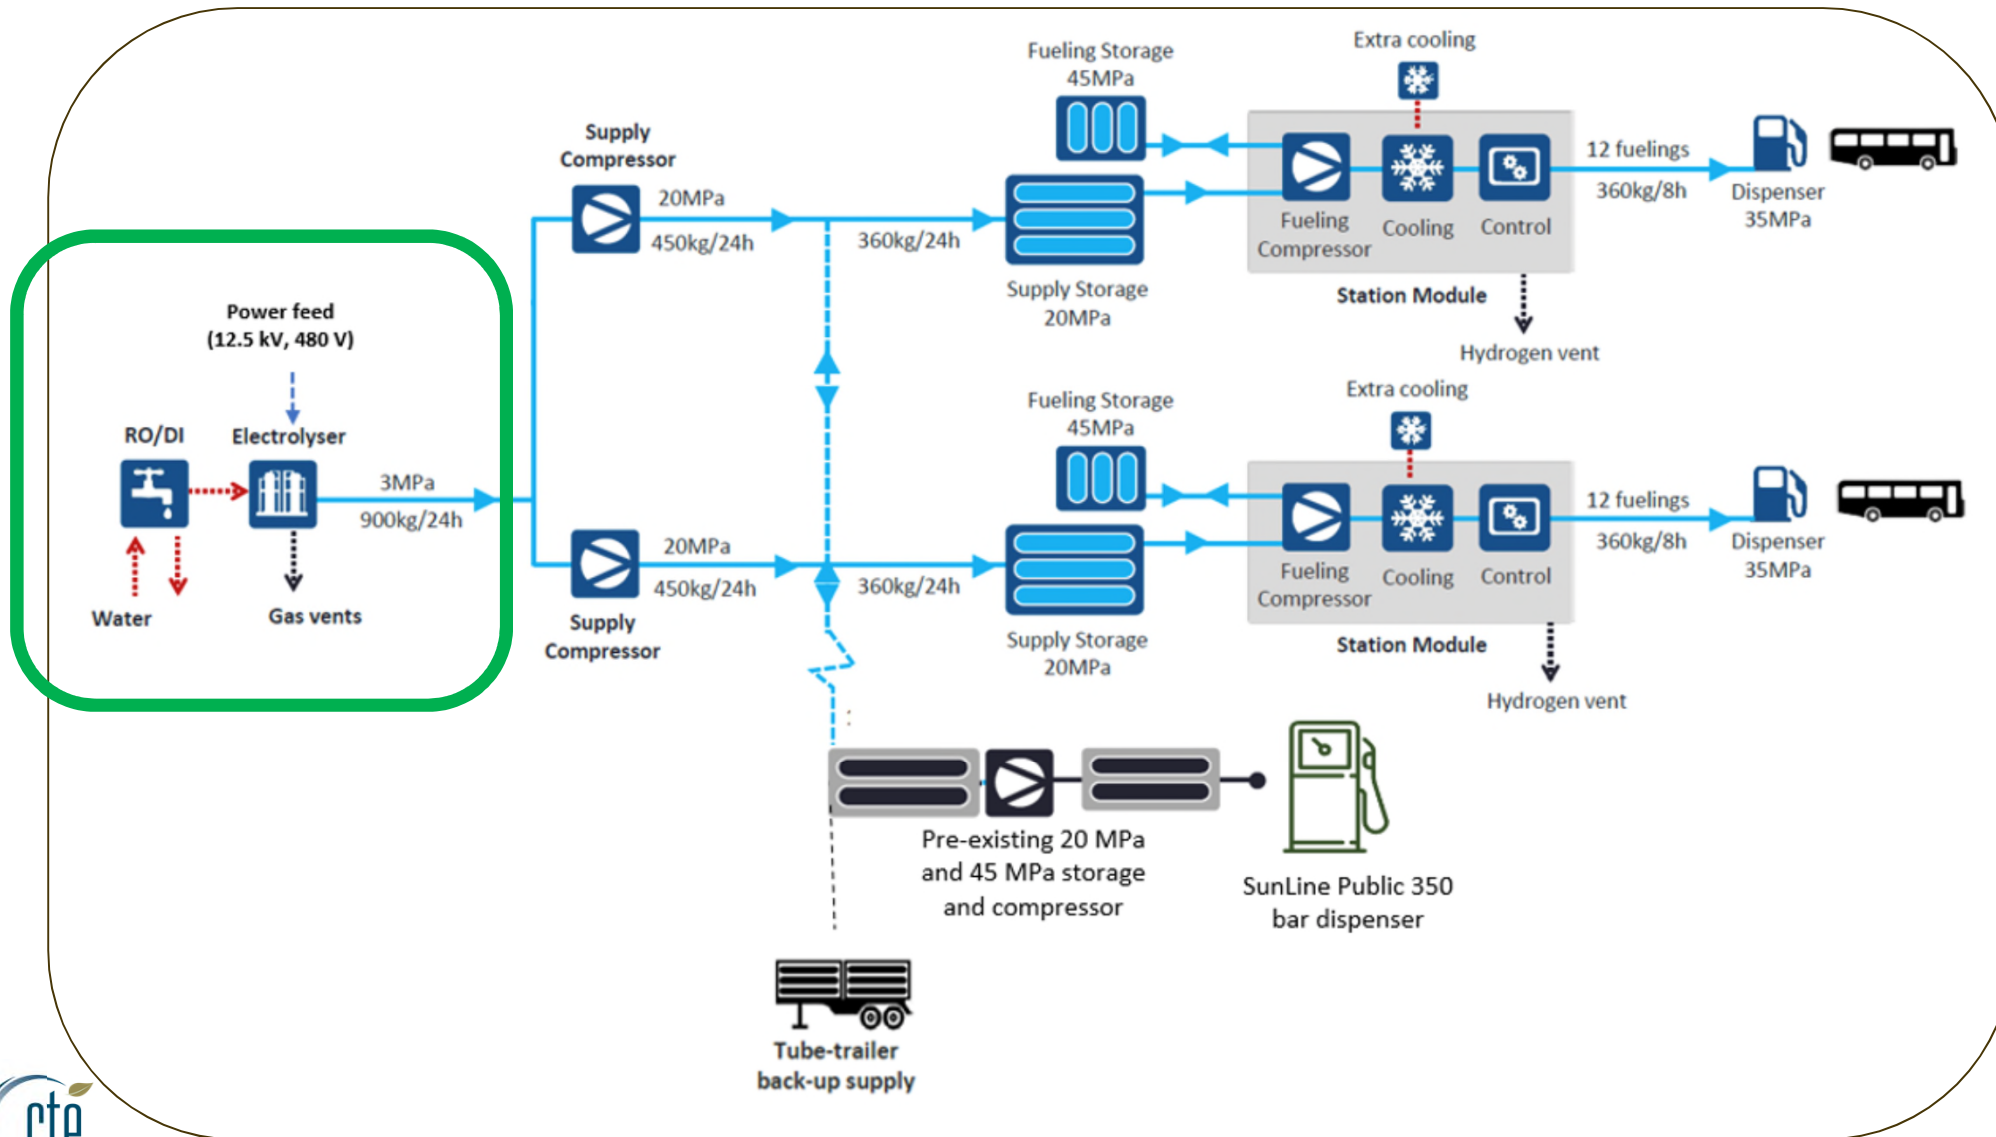 Power feed
(12.5 kV, 480 V)
RO/DI
Electrolyser
3MPa
900kg/24h
Water
Gas vents
Supply
Compressor
20MPa
450kg/24h
360kg/24h
Fueling Storage
45MPa
Supply Storage
20MPa
Extra cooling
Fueling
Compressor
Cooling
Control
Station Module
Hydrogen vent
12 fuelings
360kg/8h
Dispenser
35MPa
Supply
Compressor
20MPa
450kg/24h
360kg/24h
Fueling Storage
45MPa
Supply Storage
20MPa
Extra cooling
Fueling
Compressor
Cooling
Control
Station Module
Hydrogen vent
12 fuelings
360kg/8h
Dispenser
35MPa
Pre-existing 20 MPa
and 45 MPa storage
and compressor
SunLine Public 350
bar dispenser
Tube-trailer
back-up supply
cte